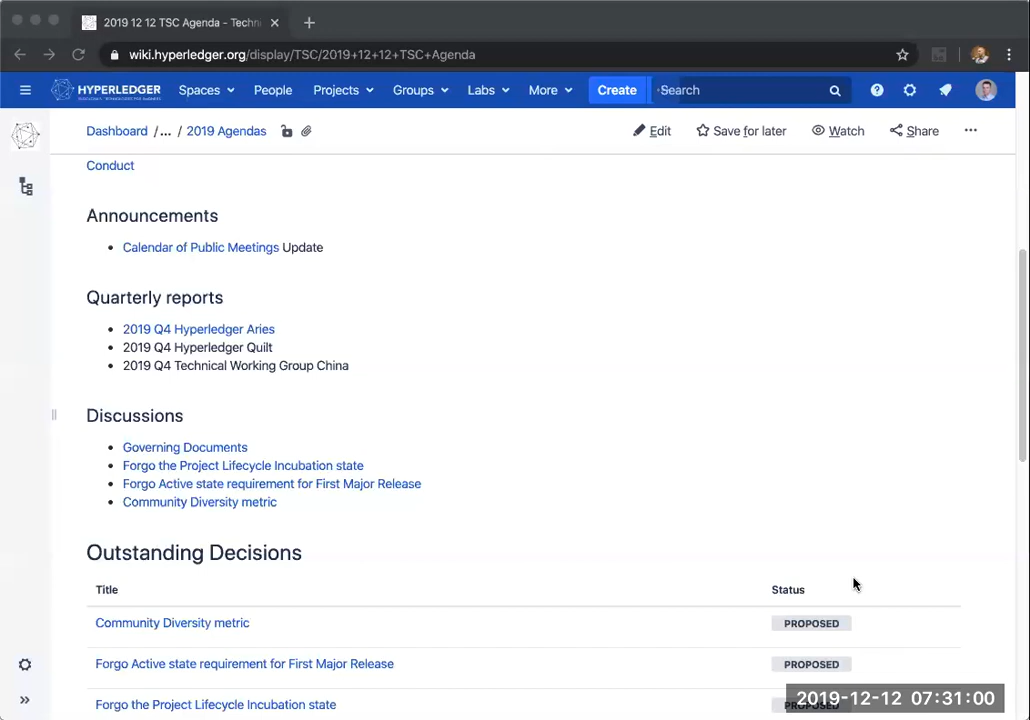 2019 12 12 TSC Agenda - Techn
wiki.hyperledger.org/display/TSC/2019+12+12+TSC+Agenda
HYPERLEDGER
Spaces
People
Projects
Groups
Labs
More
Create
Search
Dashboard /... / 2019 Agendas
Edit
Save for later
Watch
Share
Conduct
Announcements
• Calendar of Public Meetings Update
Quarterly reports
• 2019 Q4 Hyperledger Aries
• 2019 Q4 Hyperledger Quilt
• 2019 Q4 Technical Working Group China
Discussions
• Governing Documents
• Forgo the Project Lifecycle Incubation state
• Forgo Active state requirement for First Major Release
• Community Diversity metric
Outstanding Decisions
Title Status
Community Diversity metric PROPOSED
Forgo Active state requirement for First Major Release PROPOSED
Forgo the Project Lifecycle Incubation state
2019-12-12 07:31:00